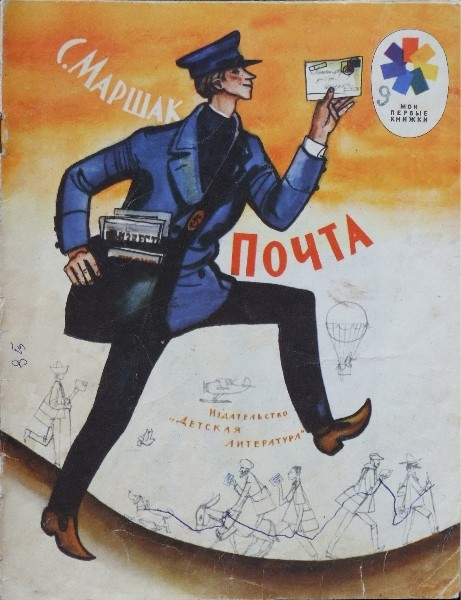 С. МАРШАК
9
МОИ
ПЕРВЫЕ
КНИЖКИ
ПОЧТА
ИЗДАТЕЛЬСТВО
„ДЕТСКАЯ
ЛИТЕРАТУРА"